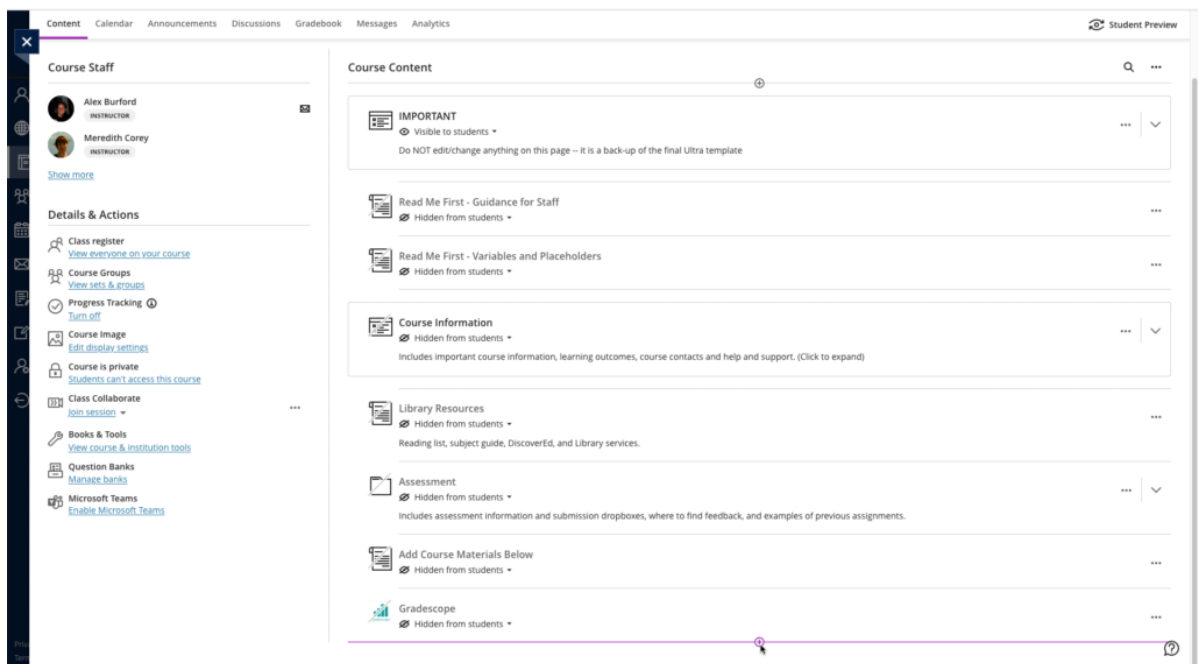 Content Calendar Announcements Discussions Gradebook Messages Analytics
Student Preview
Course Staff
Alex Burford
INSTRUCTOR
Meredith Corey
INSTRUCTOR
Show more
Details & Actions
Class register
View everyone on your course
Course Groups
View sets & groups
Progress Tracking
Turn off
Course Image
Edit display settings
Course is private
Students can't access this course
Class Collaborate
Join session
Books & Tools
View course & institution tools
Question Banks
Manage banks
Microsoft Teams
Enable Microsoft Teams
Course Content
IMPORTANT
Visible to students
Do NOT edit/change anything on this page -- it is a back-up of the final Ultra template
Read Me First - Guidance for Staff
Hidden from students
Read Me First - Variables and Placeholders
Hidden from students
Course Information
Hidden from students
Includes important course information, learning outcomes, course contacts and help and support. (Click to expand)
Library Resources
Hidden from students
Reading list, subject guide, DiscoverEd, and Library services.
Assessment
Hidden from students
Includes assessment information and submission dropboxes, where to find feedback, and examples of previous assignments.
Add Course Materials Below
Hidden from students
Gradescope
Hidden from students